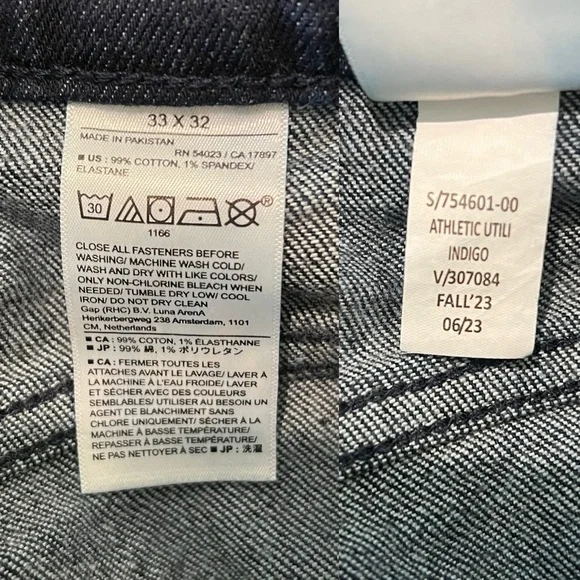 33 X 32
MADE IN PAKISTAN
RN 54023 / CA 17897
■ US : 99% COTTON, 1% SPANDEX/
ELASTANE
30
®
1166
CLOSE ALL FASTENERS BEFORE
WASHING/ MACHINE WASH COLD/
WASH AND DRY WITH LIKE COLORS/
ONLY NON-CHLORINE BLEACH WHEN
NEEDED/ TUMBLE DRY LOW/ COOL
IRON/ DO NOT DRY CLEAN
Gap (RHC) B.V. Luna ArenA
Herikerbergweg 238 Amsterdam, 1101
CM, Netherlands
■ CA : 99% COTON, 1% ÉLASTHANNE
■ JP : 99% 綿, 1% ポリウレタン
■ CA : FERMER TOUTES LES
ATTACHES AVANT LE LAVAGE/ LAVER À
LA MACHINE À L'EAU FROIDE/ LAVER ET
SÉCHER AVEC DES COULEURS
SEMBLABLES/ UTILISER AU BESOIN UN
AGENT DE BLANCHIMENT SANS
CHLORE UNIQUEMENT/ SÉCHER À LA
MACHINE À BASSE TEMPÉRATURE/
REPASSER À BASSE TEMPÉRATURE/
NE PAS NETTOYER À SEC ■ JP : 洗濯
S/754601-00
ATHLETIC UTILI
INDIGO
V/307084
FALL'23
06/23